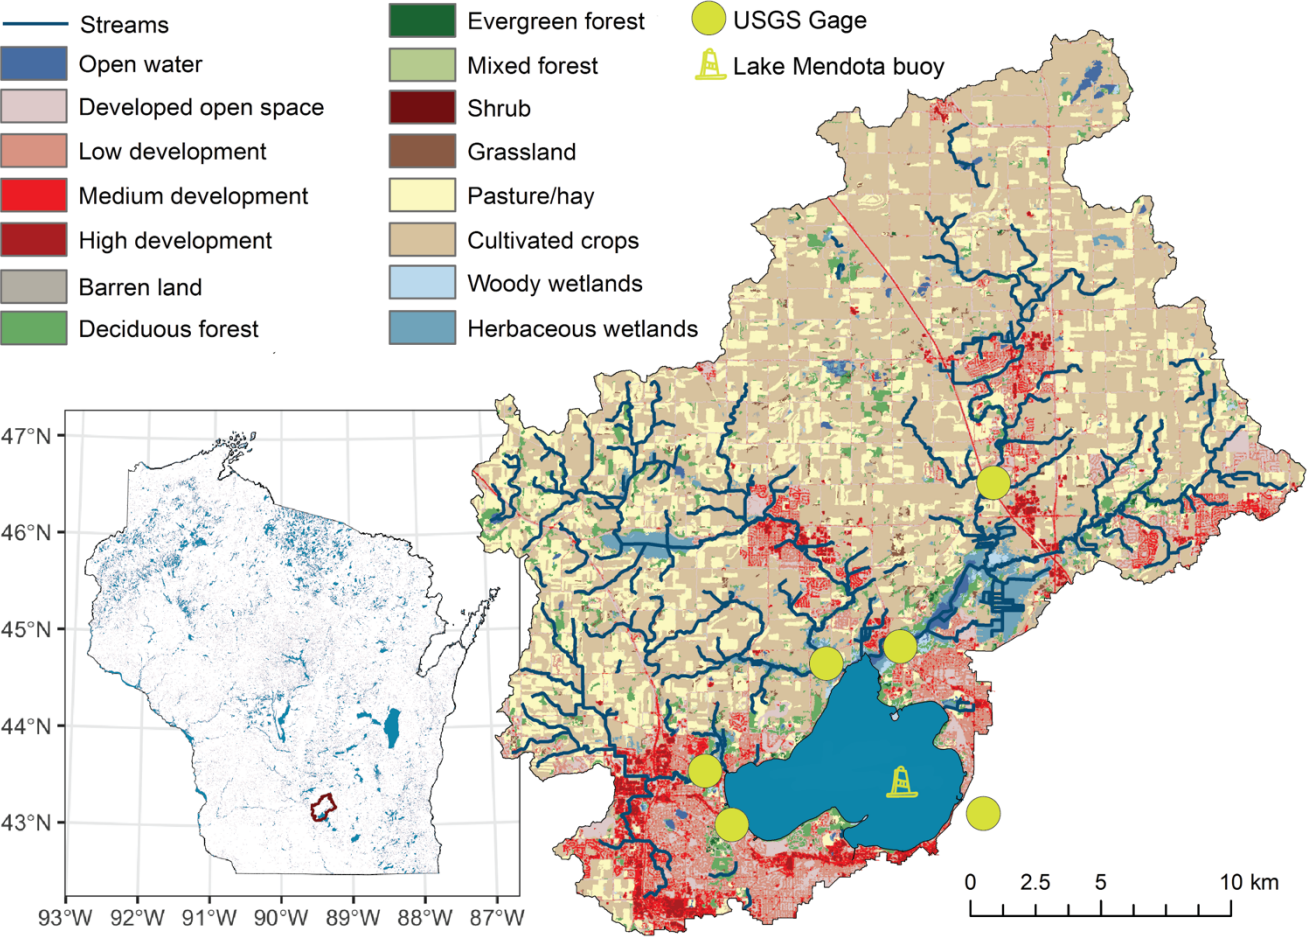 Streams
Open water
Developed open space
Low development
Medium development
High development
Barren land
Deciduous forest
Evergreen forest
Mixed forest
Shrub
Grassland
Pasture/hay
Cultivated crops
Woody wetlands
Herbaceous wetlands
USGS Gage
Lake Mendota buoy
47°N
46°N
45°N
44°N
43°N
93°W 92°W 91°W 90°W 89°W 88°W 87°W
0 2.5 5 10 km